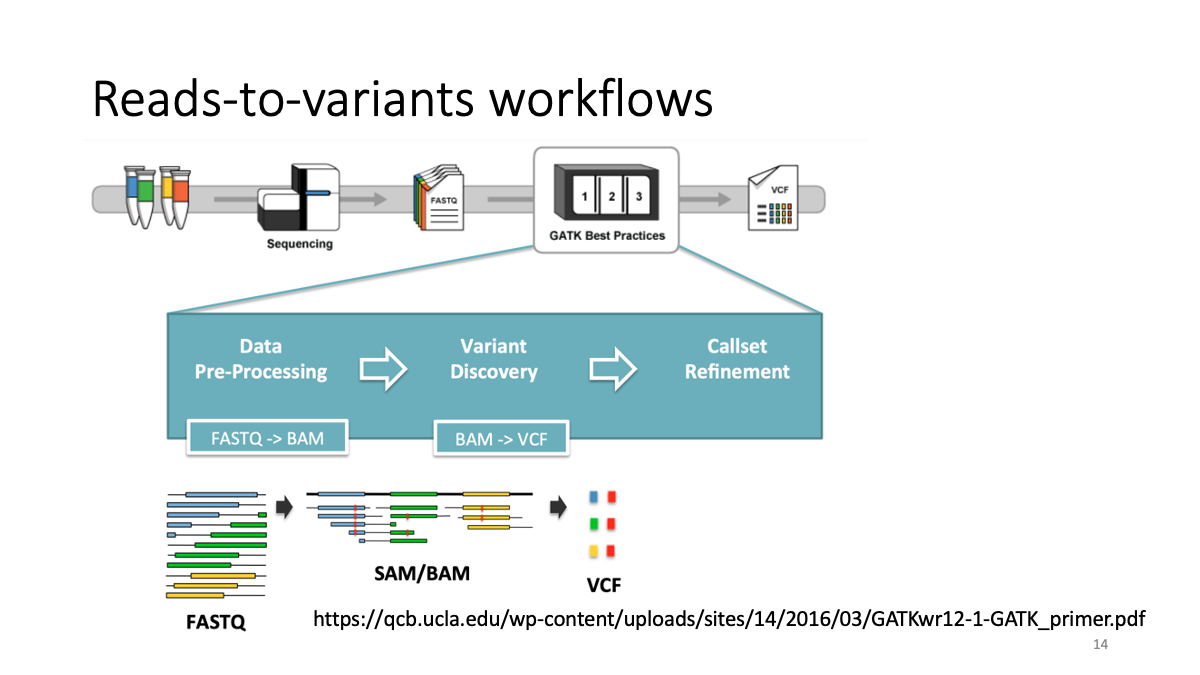 Reads-to-variants workflows
FASTQ
1 2 3
VCF
Sequencing
GATK Best Practices
Data
Pre-Processing
Variant
Discovery
Callset
Refinement
FASTQ -> BAM
BAM -> VCF
SAM/BAM
VCF
FASTQ
https://qcb.ucla.edu/wp-content/uploads/sites/14/2016/03/GATKwr12-1-GATK_primer.pdf
14